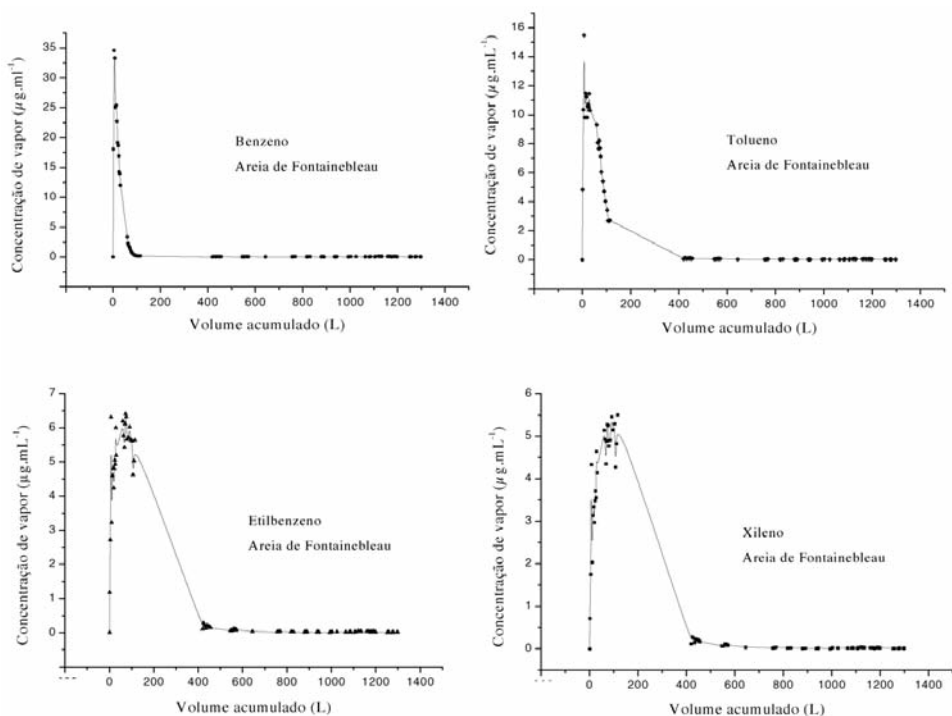 Concentração de vapor (µg.ml⁻¹)
35
30
25
20
15
10
5
0
Benzeno
Areia de Fontainebleau
0 200 400 600 800 1000 1200 1400
Volume acumulado (L)
Concentração de vapor (µg.mL⁻¹)
16
14
12
10
8
6
4
2
0
Tolueno
Areia de Fontainebleau
0 200 400 600 800 1000 1200 1400
Volume acumulado (L)
Concentração de vapor (µg.mL⁻¹)
7
6
5
4
3
2
1
0
Etilbenzeno
Areia de Fontainebleau
0 200 400 600 800 1000 1200 1400
Volume acumulado (L)
Concentração de vapor (µg.mL⁻¹)
6
5
4
3
2
1
0
Xileno
Areia de Fontainebleau
0 200 400 600 800 1000 1200 1400
Volume acumulado (L)